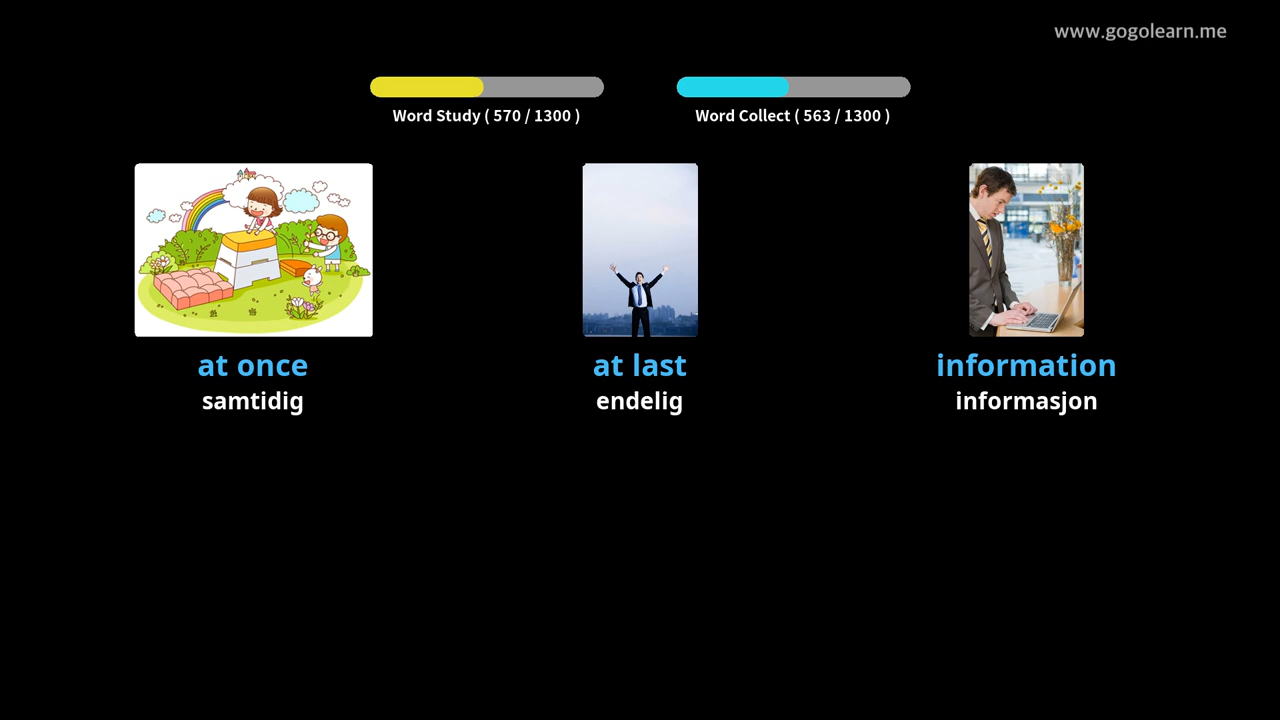 www.gogolearn.me
Word Study ( 570 / 1300 )
Word Collect ( 563 / 1300 )
at once
samtidig
at last
endelig
information
informasjon